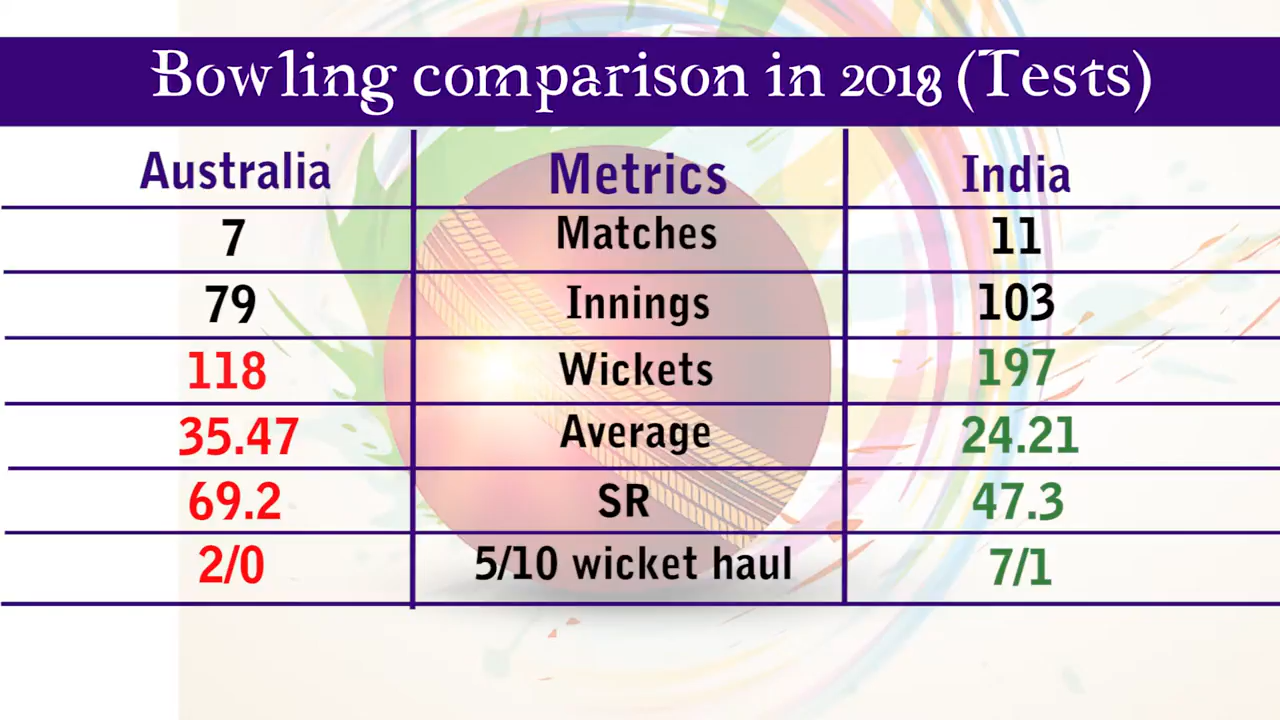 Bowling comparison in 2018 (Tests)
Australia Metrics India
7 Matches 11
79 Innings 103
118 Wickets 197
35.47 Average 24.21
69.2 SR 47.3
2/0 5/10 wicket haul 7/1